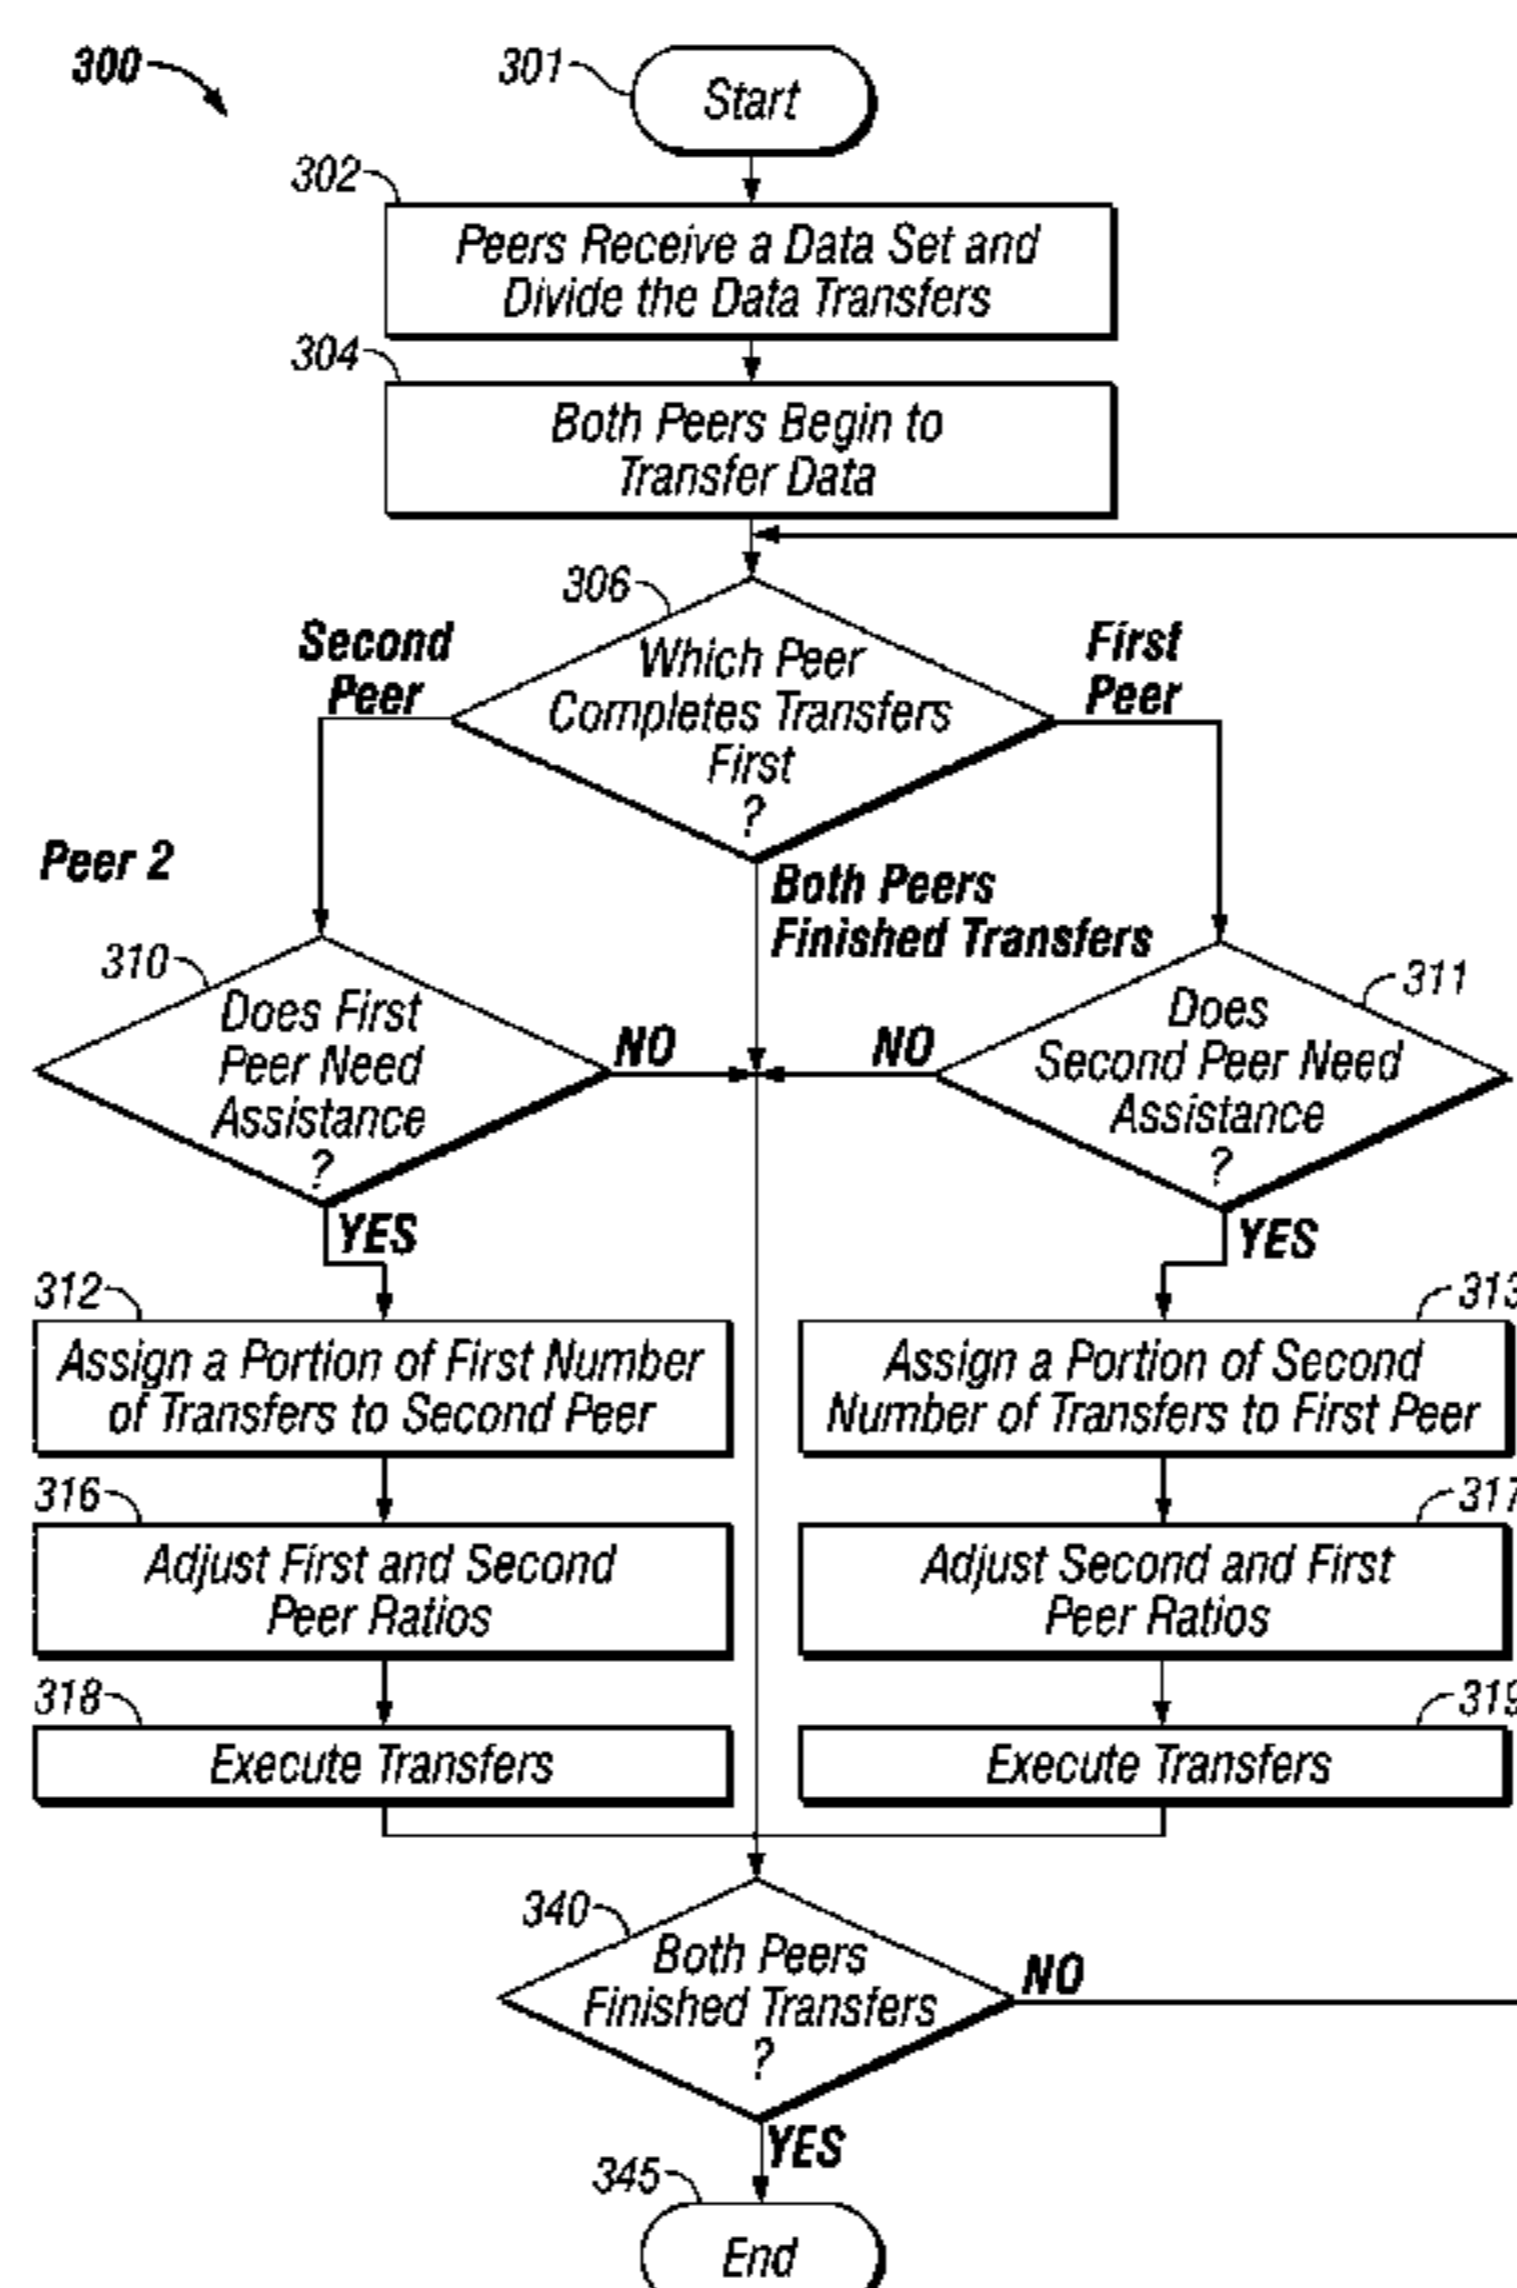 300
301
Start
302
Peers Receive a Data Set and
Divide the Data Transfers
304
Both Peers Begin to
Transfer Data
306
Second
Peer
Which Peer
Completes Transfers
First
?
First
Peer
Peer 2
Both Peers
Finished Transfers
310
Does First
Peer Need
Assistance
?
NO
NO
311
Does
Second Peer Need
Assistance
?
YES
YES
312
Assign a Portion of First Number
of Transfers to Second Peer
313
Assign a Portion of Second
Number of Transfers to First Peer
316
Adjust First and Second
Peer Ratios
317
Adjust Second and First
Peer Ratios
318
Execute Transfers
319
Execute Transfers
340
Both Peers
Finished Transfers
?
NO
YES
345
End